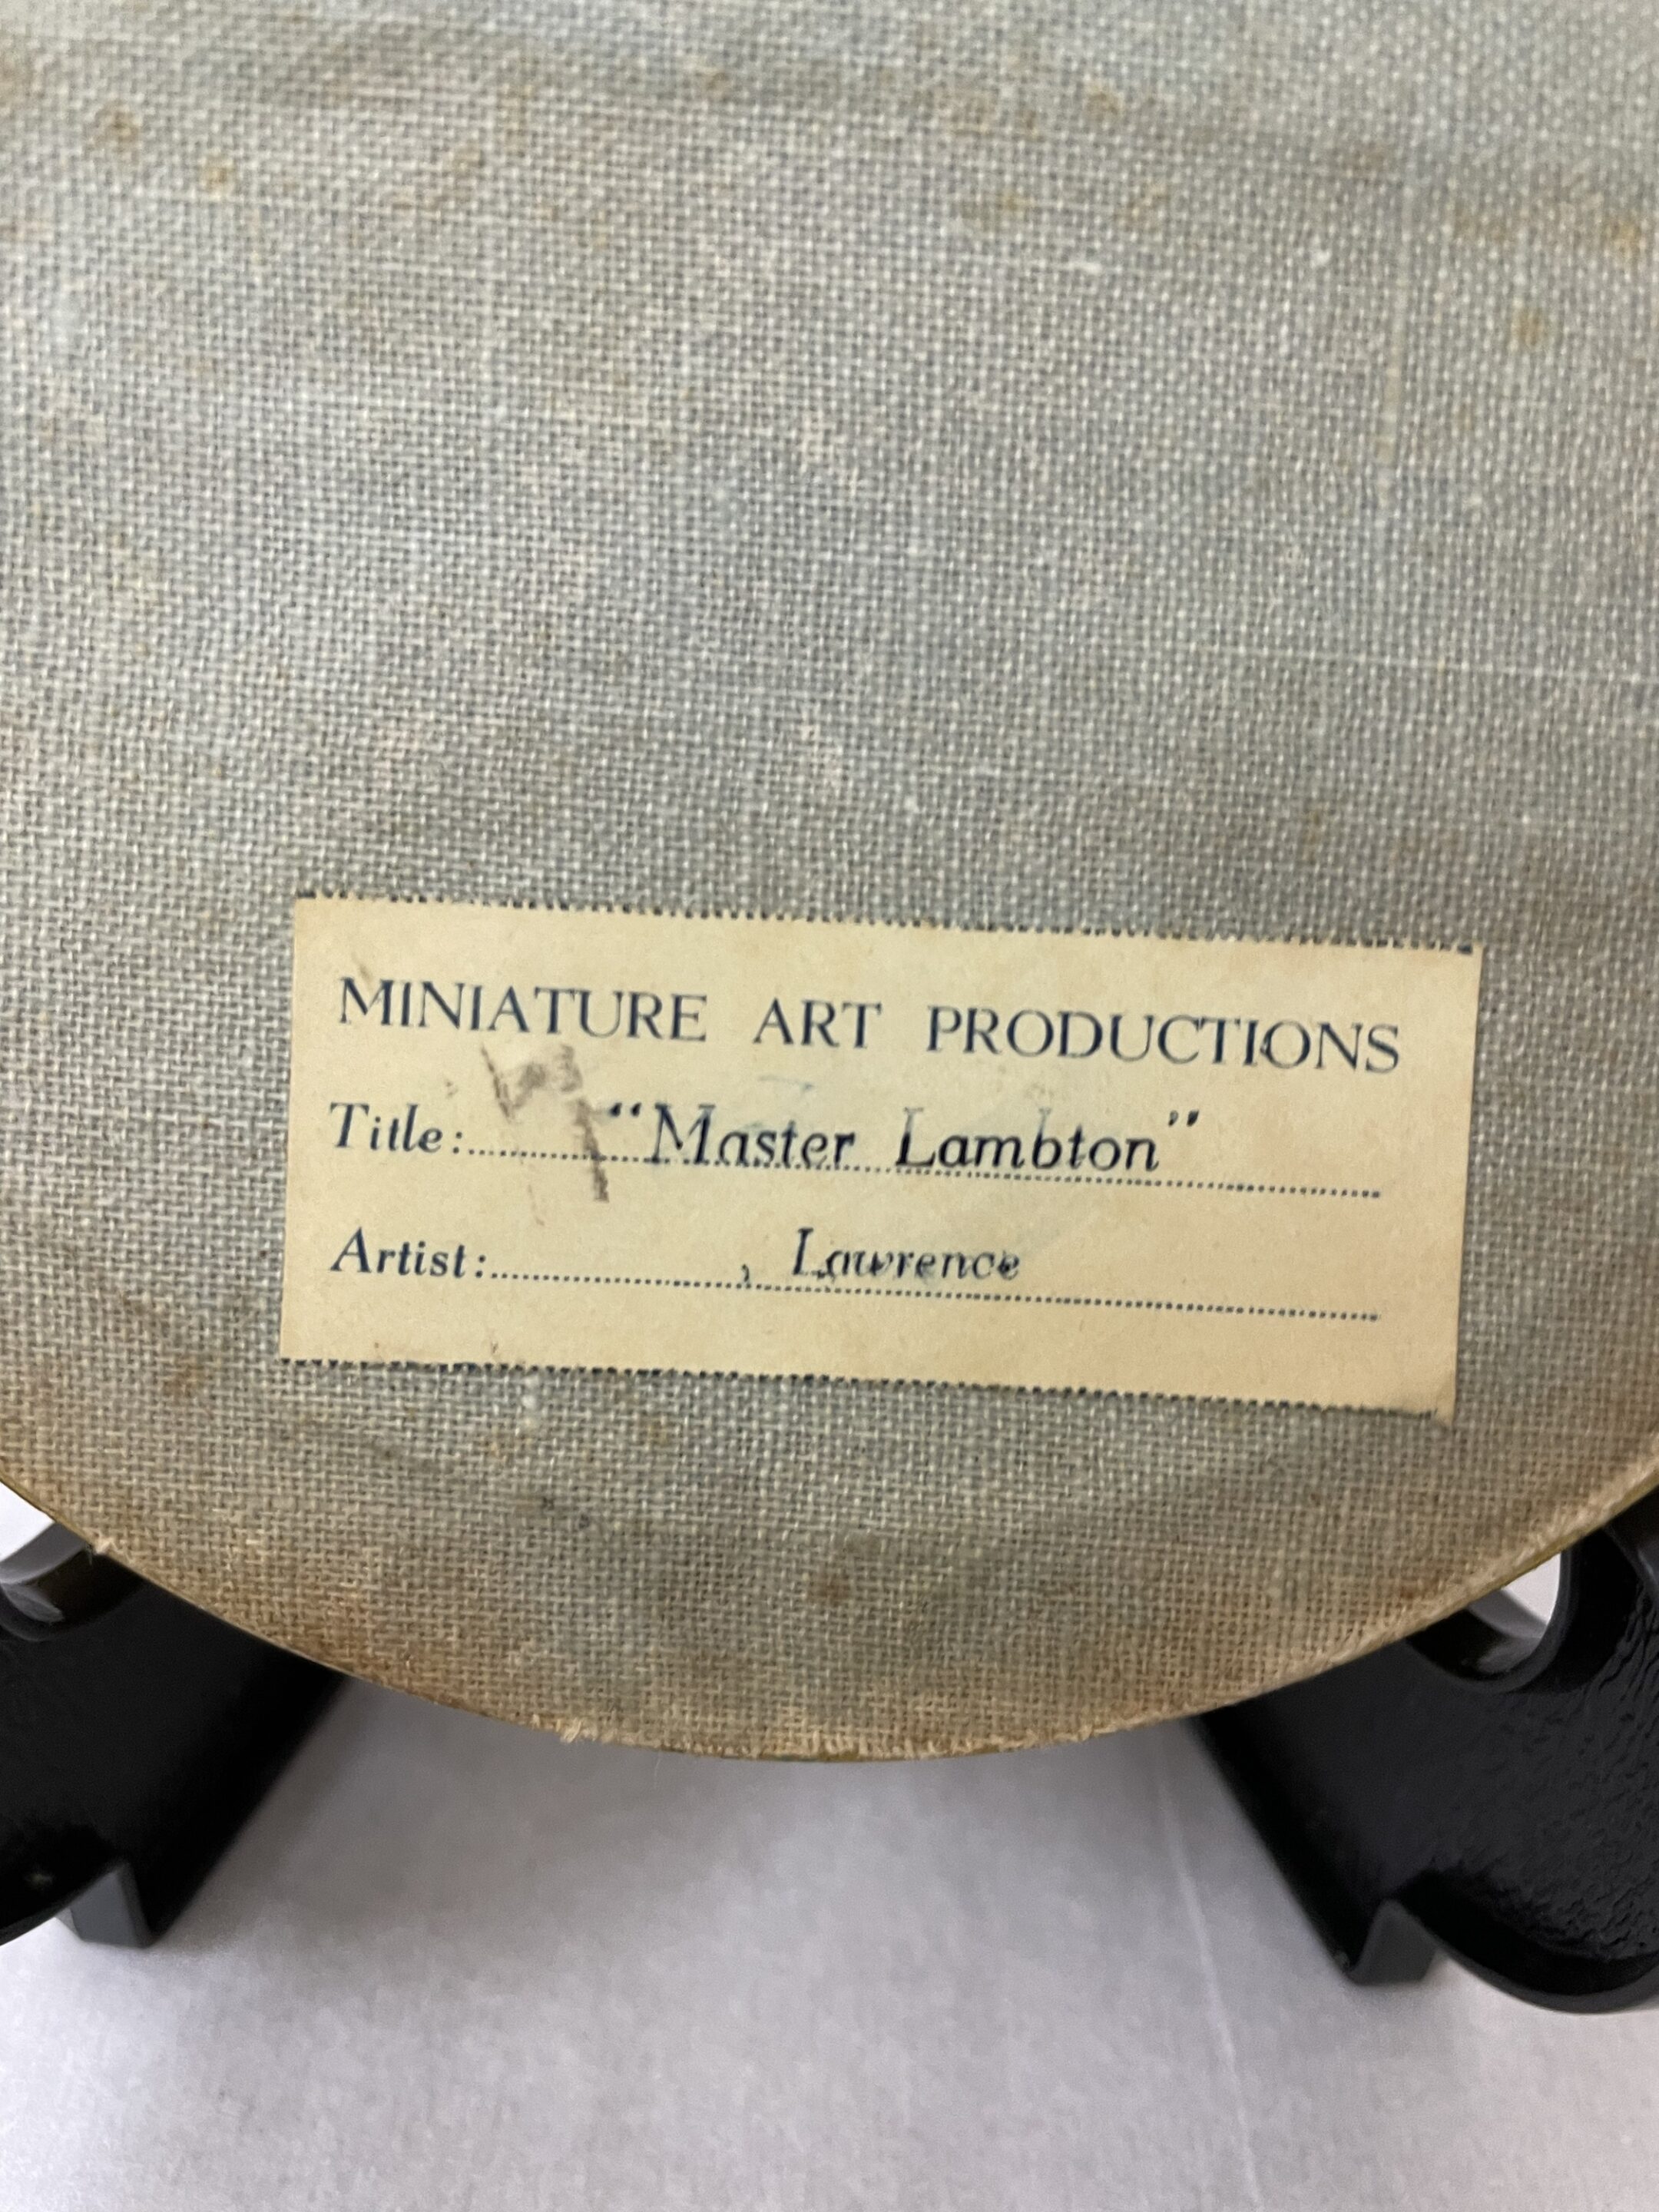 MINIATURE ART PRODUCTIONS
Title: "Master Lambton"
Artist: , Lawrence